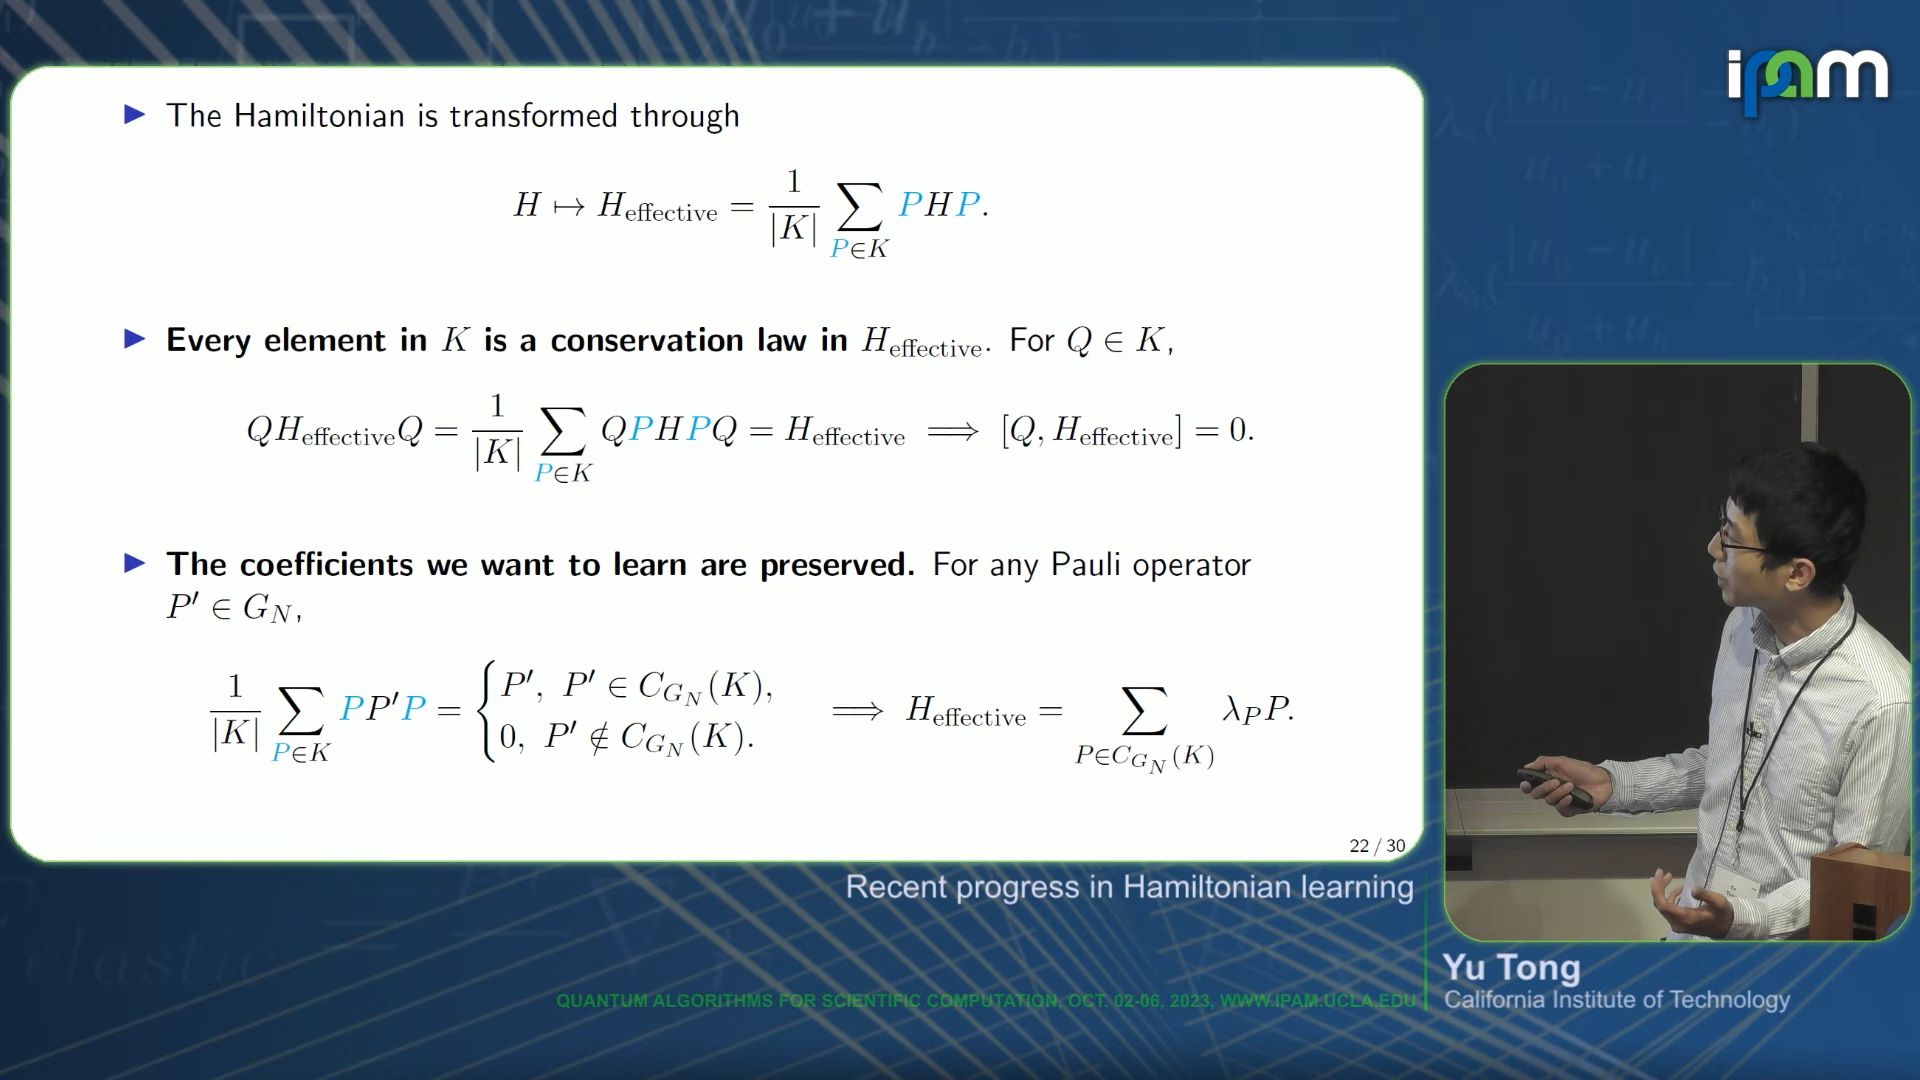 ipam
▶ The Hamiltonian is transformed through
H ↦ H_effective = 1/|K| ∑_{P∈K} PHP.
▶ Every element in K is a conservation law in H_effective. For Q ∈ K,
QH_effectiveQ = 1/|K| ∑_{P∈K} QPHPQ = H_effective ⟹ [Q, H_effective] = 0.
▶ The coefficients we want to learn are preserved. For any Pauli operator
P′ ∈ G_N,
1/|K| ∑_{P∈K} PP′P = { P′, P′ ∈ C_{G_N}(K), 0, P′ ∉ C_{G_N}(K). ⟹ H_effective = ∑_{P∈C_{G_N}(K)} λ_P P.
22 / 30
Recent progress in Hamiltonian learning
Yu Tong
California Institute of Technology
QUANTUM ALGORITHMS FOR SCIENTIFIC COMPUTATION, OCT. 02-06, 2023, WWW.IPAM.UCLA.EDU